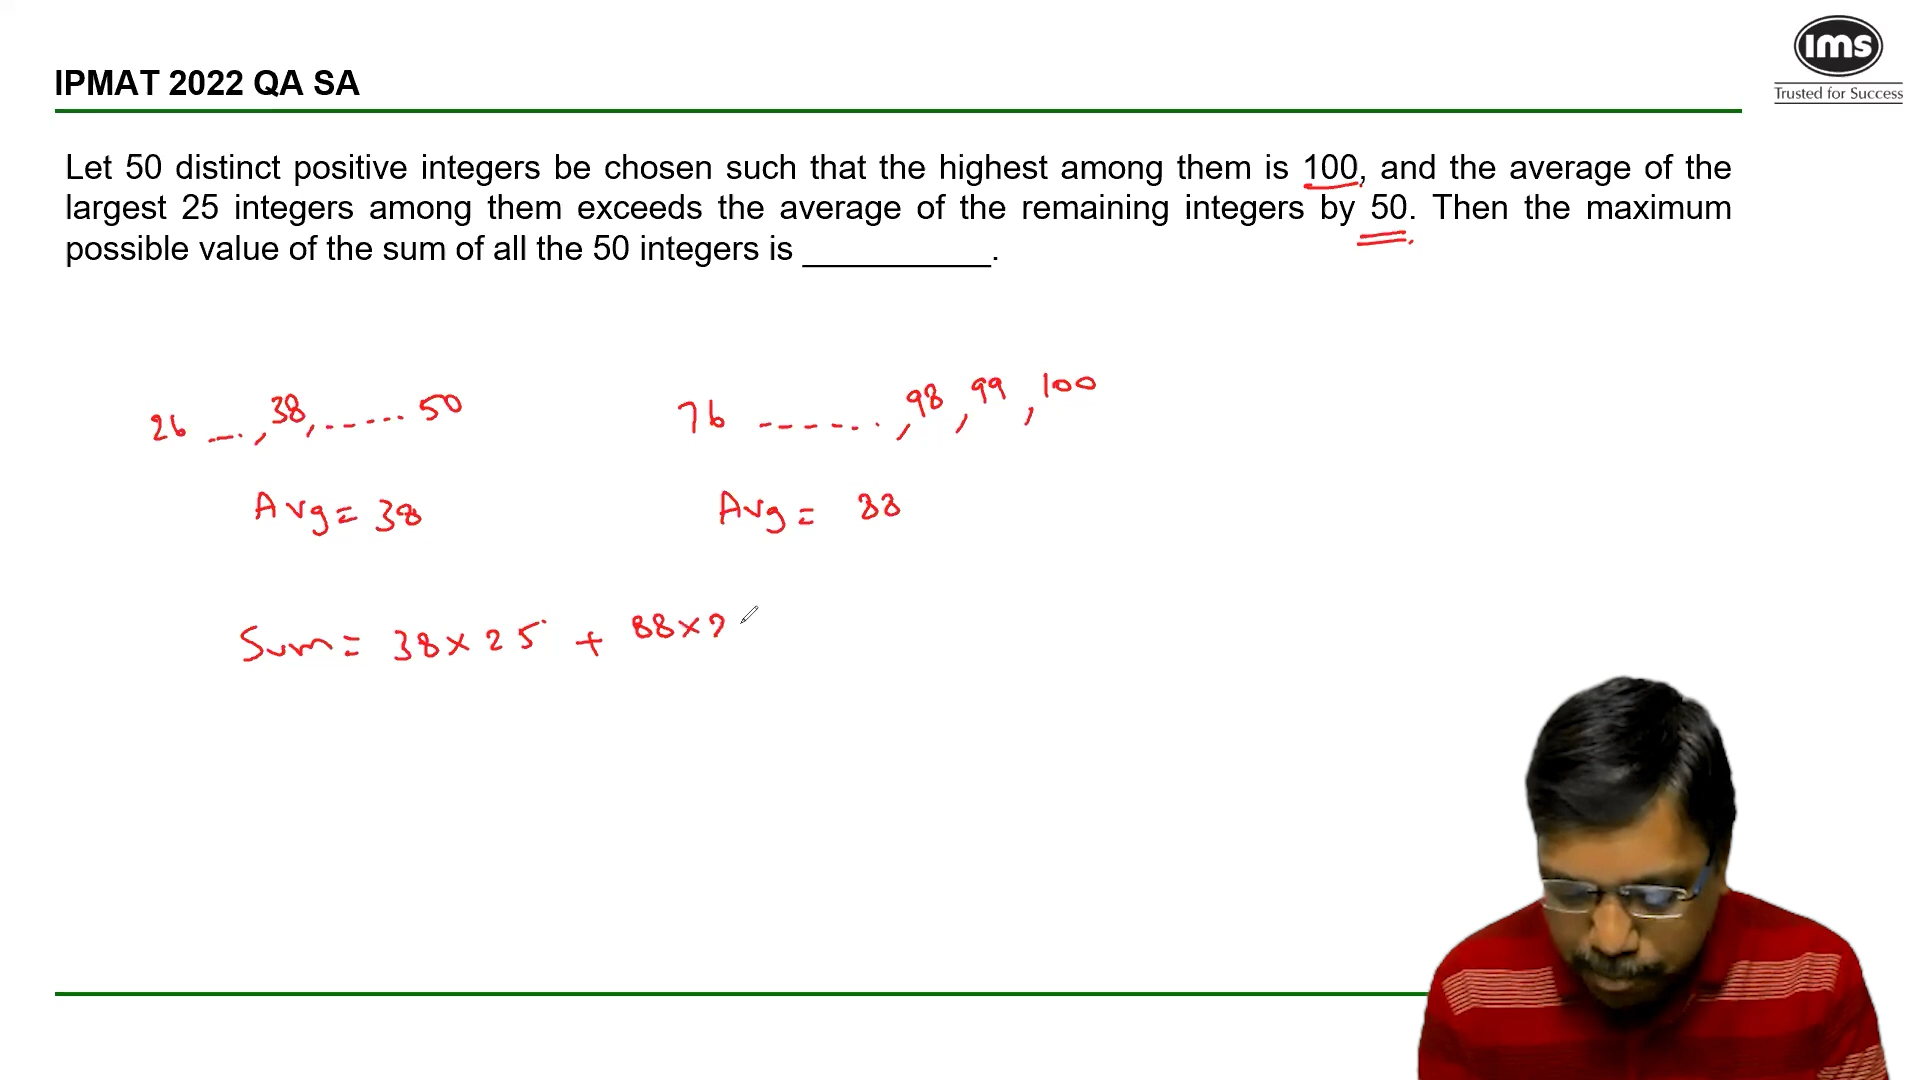 IMS
Trusted for Success
IPMAT 2022 QA SA
Let 50 distinct positive integers be chosen such that the highest among them is 100, and the average of the
largest 25 integers among them exceeds the average of the remaining integers by 50. Then the maximum
possible value of the sum of all the 50 integers is __________.
26 ...., 38, ...... 50
76 ......., 98, 99, 100
Avg = 38
Avg = 88
Sum = 38 x 25 + 88 x 2